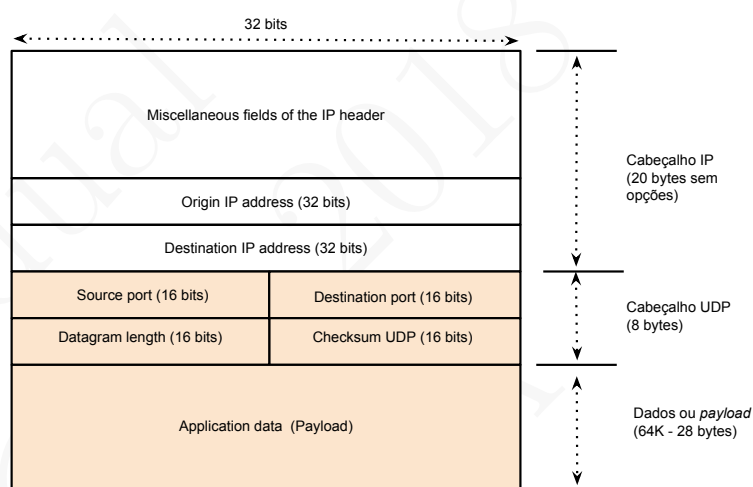 32 bits
Miscellaneous fields of the IP header
Cabeçalho IP
(20 bytes sem
opções)
Origin IP address (32 bits)
Destination IP address (32 bits)
Source port (16 bits)
Destination port (16 bits)
Cabeçalho UDP
(8 bytes)
Datagram length (16 bits)
Checksum UDP (16 bits)
Application data (Payload)
Dados ou payload
(64K - 28 bytes)
2018